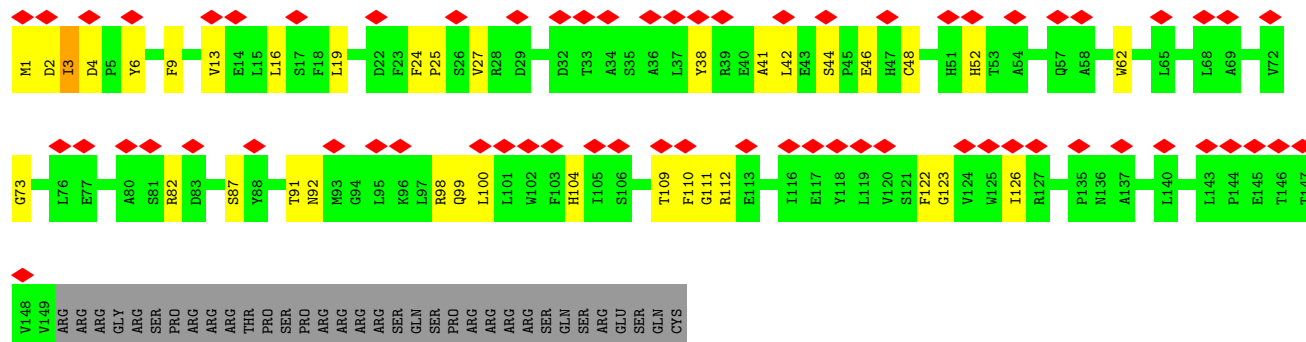 M1 D2 I3 D4 P5 Y6 F9 V13 E14 L15 L16 S17 F18 L19 D22 F23 F24 P25 S26 V27 R28 D29 D32 T33 A34 S35 A36 L37 Y38 R39 E40 A41 L42 E43 S44 P45 E46 H47 C48 H51 H52 T53 A54 Q57 A58 W62 L65 L68 A69 V72
G73 L76 E77 A80 S81 R82 D83 S87 Y88 T91 N92 M93 G94 L95 K96 L97 R98 Q99 L100 L101 W102 F103 H104 I105 S106 T109 F110 G111 R112 E113 I116 E117 Y118 L119 V120 S121 F122 G123 V124 W125 I126 R127 P135 N136 A137 L140 L143 P144 E145 T146 T147
V148 V149 ARG ARG ARG GLY ARG SER PRO ARG ARG ARG THR PRO SER PRO ARG ARG ARG ARG SER GLN SER PRO ARG ARG ARG ARG SER GLN SER ARG GLU SER GLN CYS